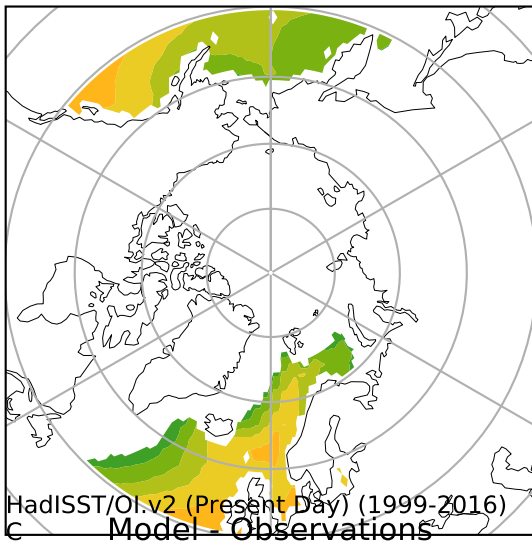 HadISST/OI.v2 (Present Day) (1999-2016)
C
Model - Observations